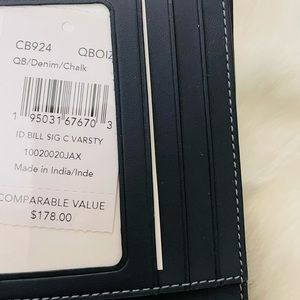 CB924 QBOIZ
QB/Denim/Chalk
1 95031 67670 3
ID BILL SIG C VARSTY
10020020JAX
Made in India/Inde
COMPARABLE VALUE
$178.00